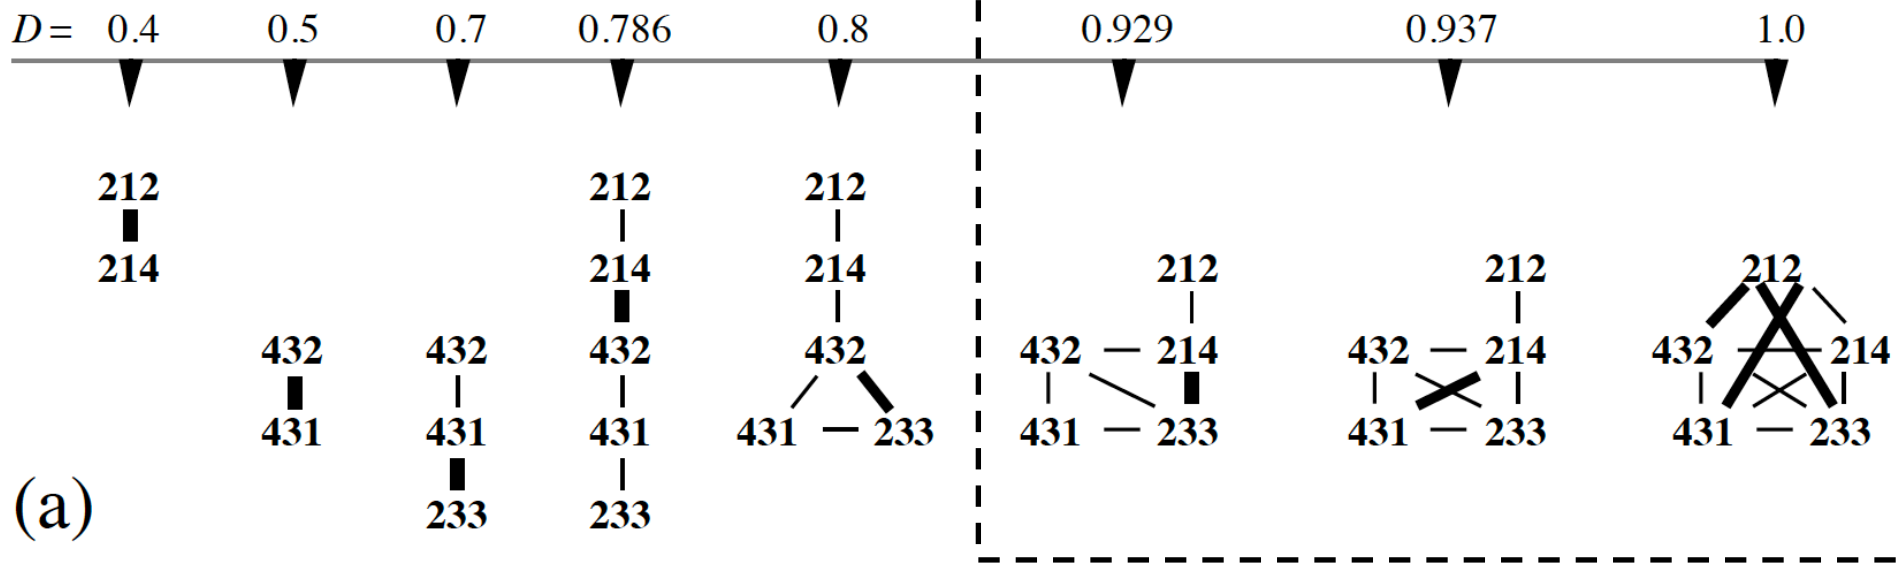 D = 0.4 0.5 0.7 0.786 0.8 0.929 0.937 1.0
212 212 212
214 214 214 212 212 212
432 432 432 432 432 214 432 214 432 214
431 431 431 431 233 431 233 431 233 431 233
(a) 233 233